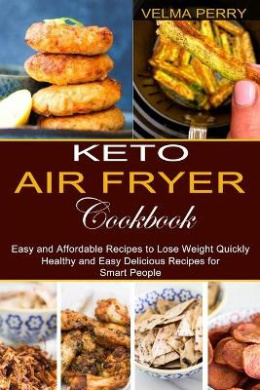 VELMA PERRY
KETO
AIR FRYER
Cookbook
Easy and Affordable Recipes to Lose Weight Quickly
Healthy and Easy Delicious Recipes for
Smart People